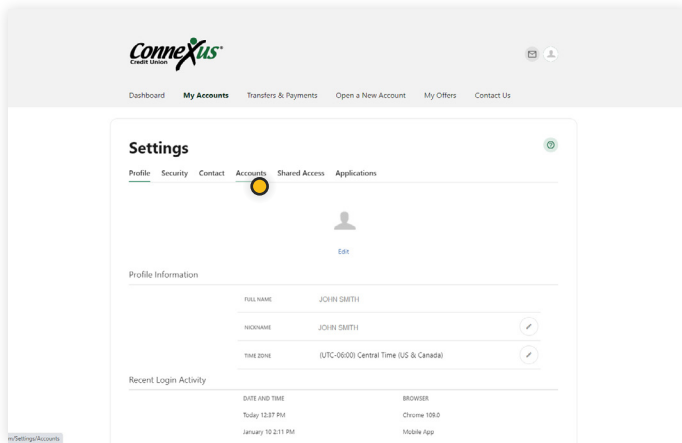 Connexus®
Credit Union
Dashboard My Accounts Transfers & Payments Open a New Account My Offers Contact Us
Settings
Profile Security Contact Accounts Shared Access Applications
Edit
Profile Information
FULL NAME JOHN SMITH
NICKNAME JOHN SMITH
TIME ZONE (UTC-06:00) Central Time (US & Canada)
Recent Login Activity
DATE AND TIME BROWSER
Today 12:37 PM Chrome 109.0
January 10 2:11 PM Mobile App
m/Settings/Accounts